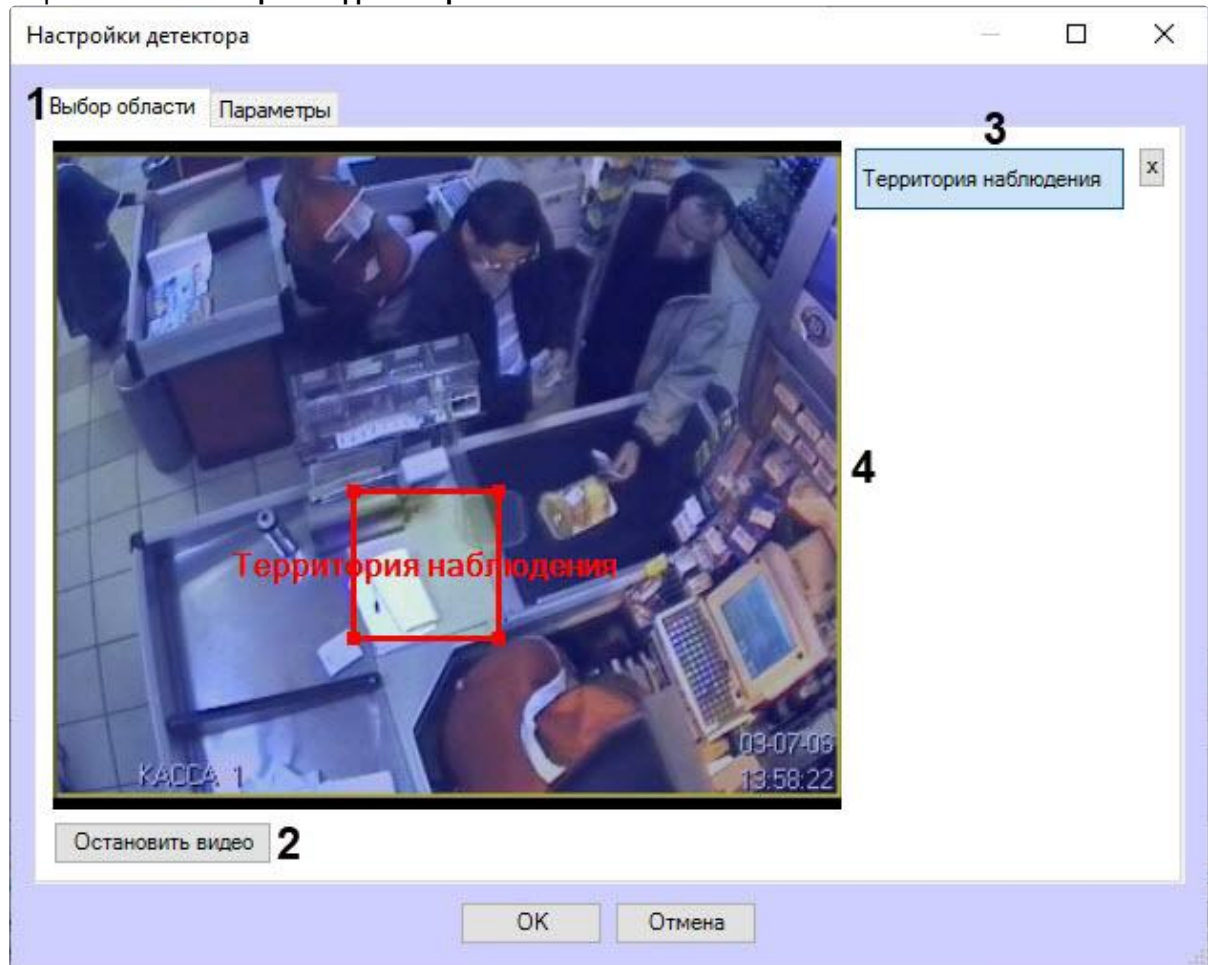 Настройки детектора
1 Выбор области Параметры
3
Территория наблюдения x
4
Территория наблюдения
03-07-08
КАССА 1 13:58:22
Остановить видео 2
OK Отмена